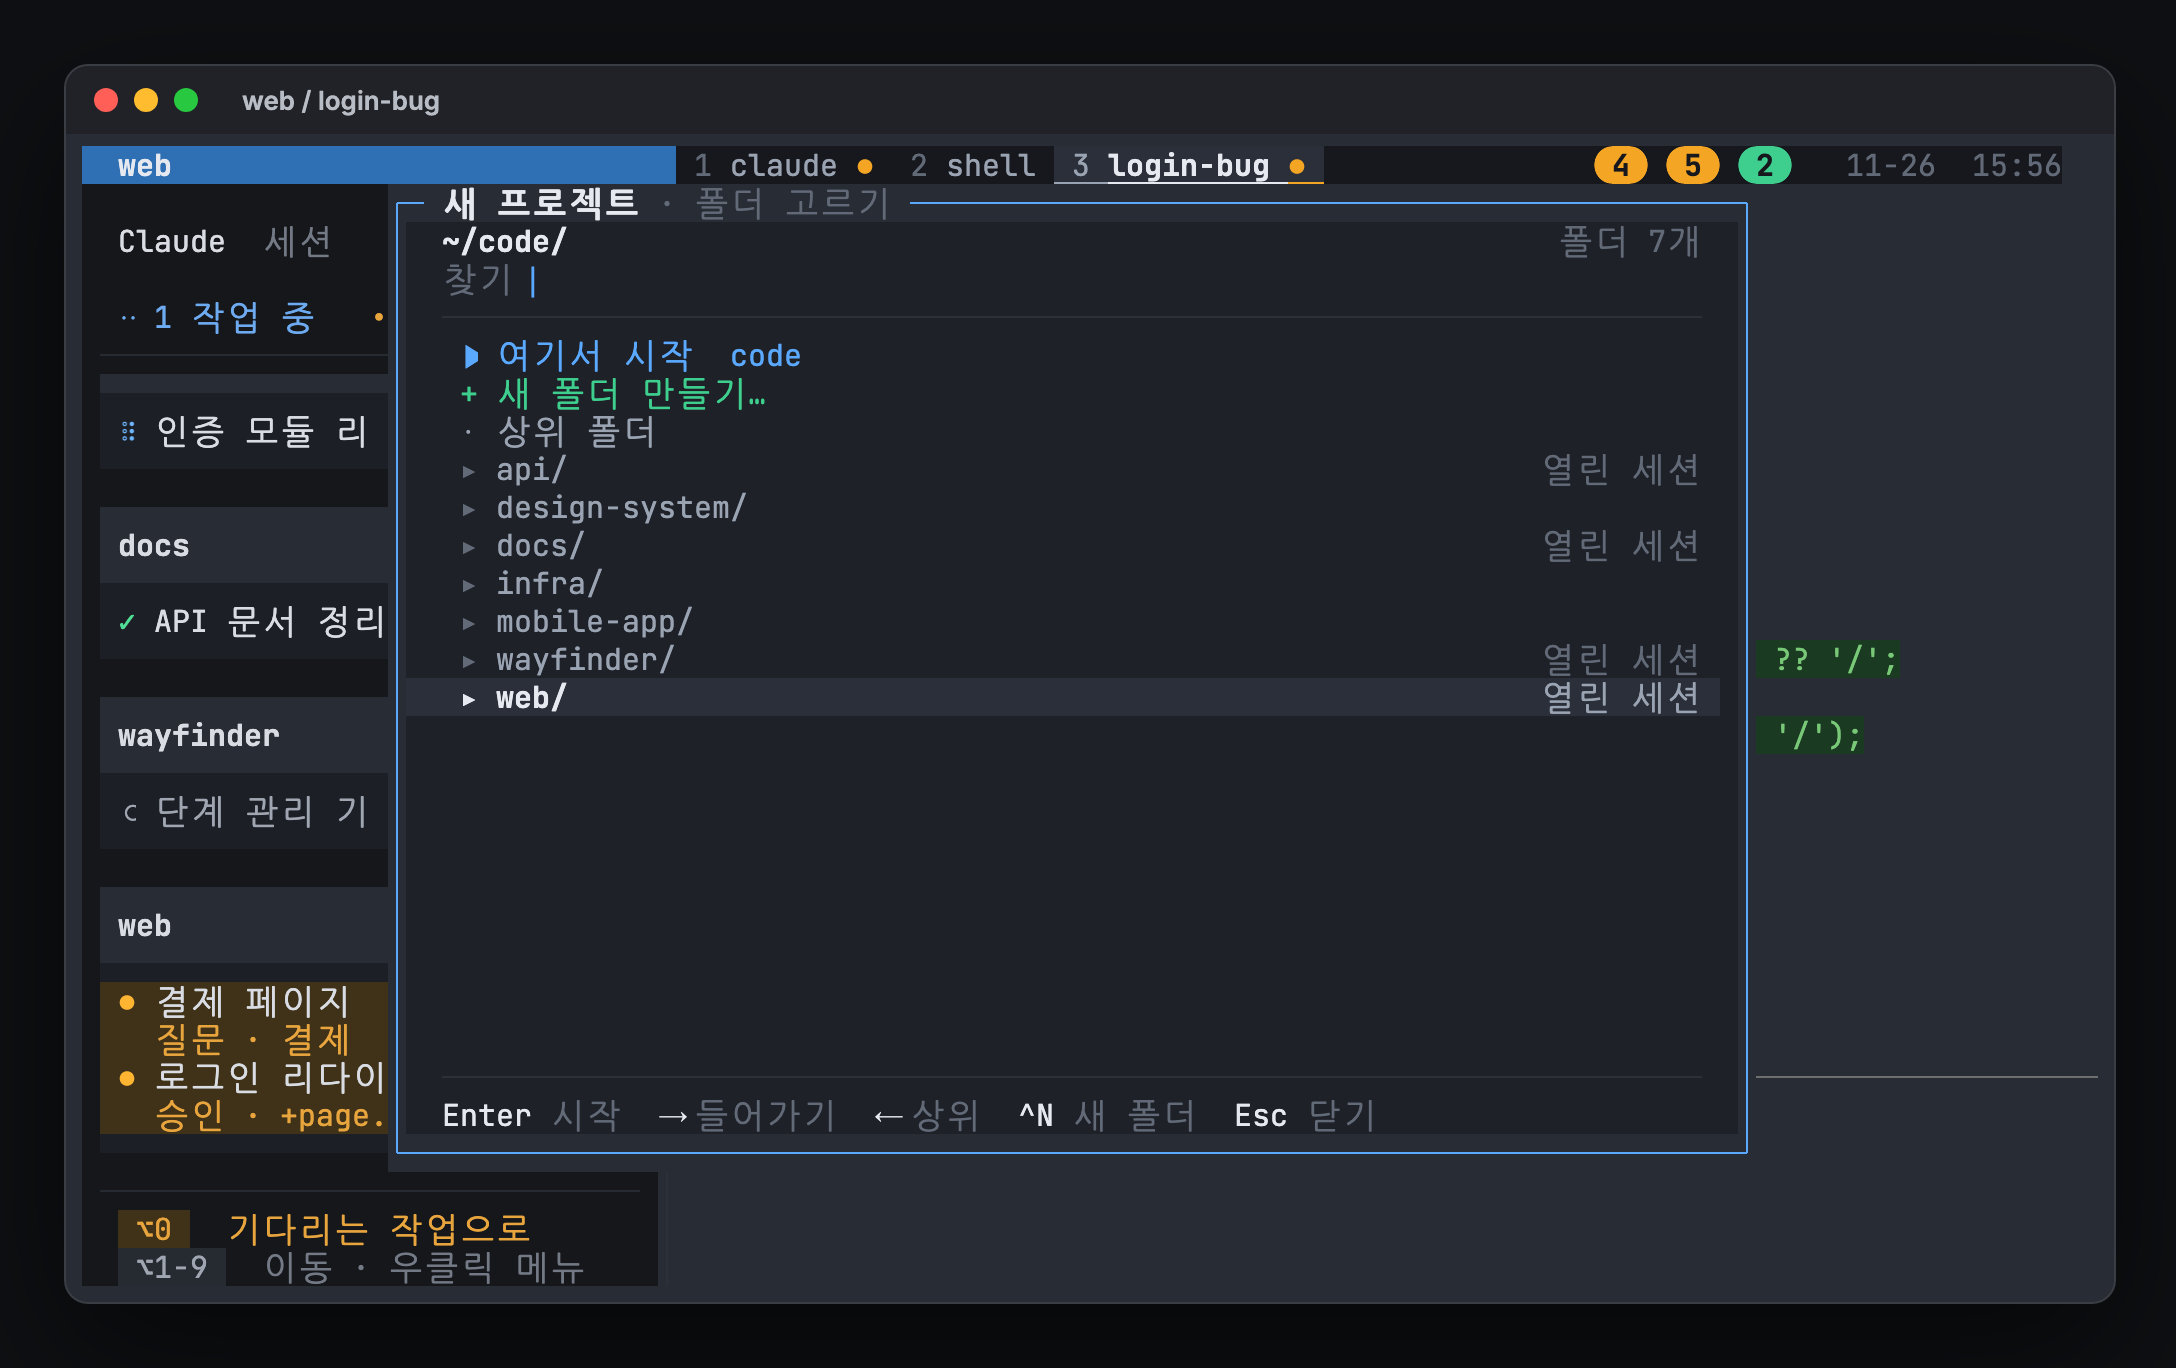 web / login-bug
web 1 claude 2 shell 3 login-bug 4 5 2 11-26 15:56
Claude 세션
1 작업 중
인증 모듈 리
docs
✓ API 문서 정리
wayfinder
단계 관리 기
web
결제 페이지
질문 · 결제
로그인 리다이
승인 · +page.
⌥0 기다리는 작업으로
⌥1-9 이동 · 우클릭 메뉴
새 프로젝트 · 폴더 고르기
~/code/ 폴더 7개
찾기
여기서 시작 code
+ 새 폴더 만들기…
· 상위 폴더
▸ api/ 열린 세션
▸ design-system/
▸ docs/ 열린 세션
▸ infra/
▸ mobile-app/
▸ wayfinder/ 열린 세션
▸ web/ 열린 세션
Enter 시작 →들어가기 ←상위 ^N 새 폴더 Esc 닫기
?? '/';
'/');